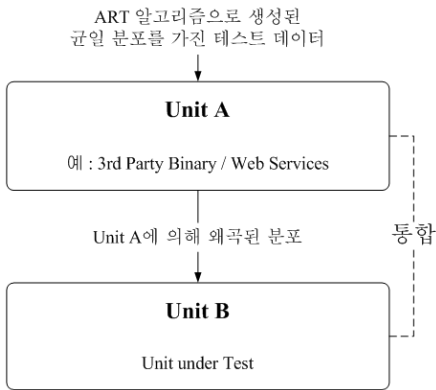 ART 알고리즘으로 생성된
균일 분포를 가진 테스트 데이터
Unit A
예 : 3rd Party Binary / Web Services
Unit A에 의해 왜곡된 분포
통합
Unit B
Unit under Test